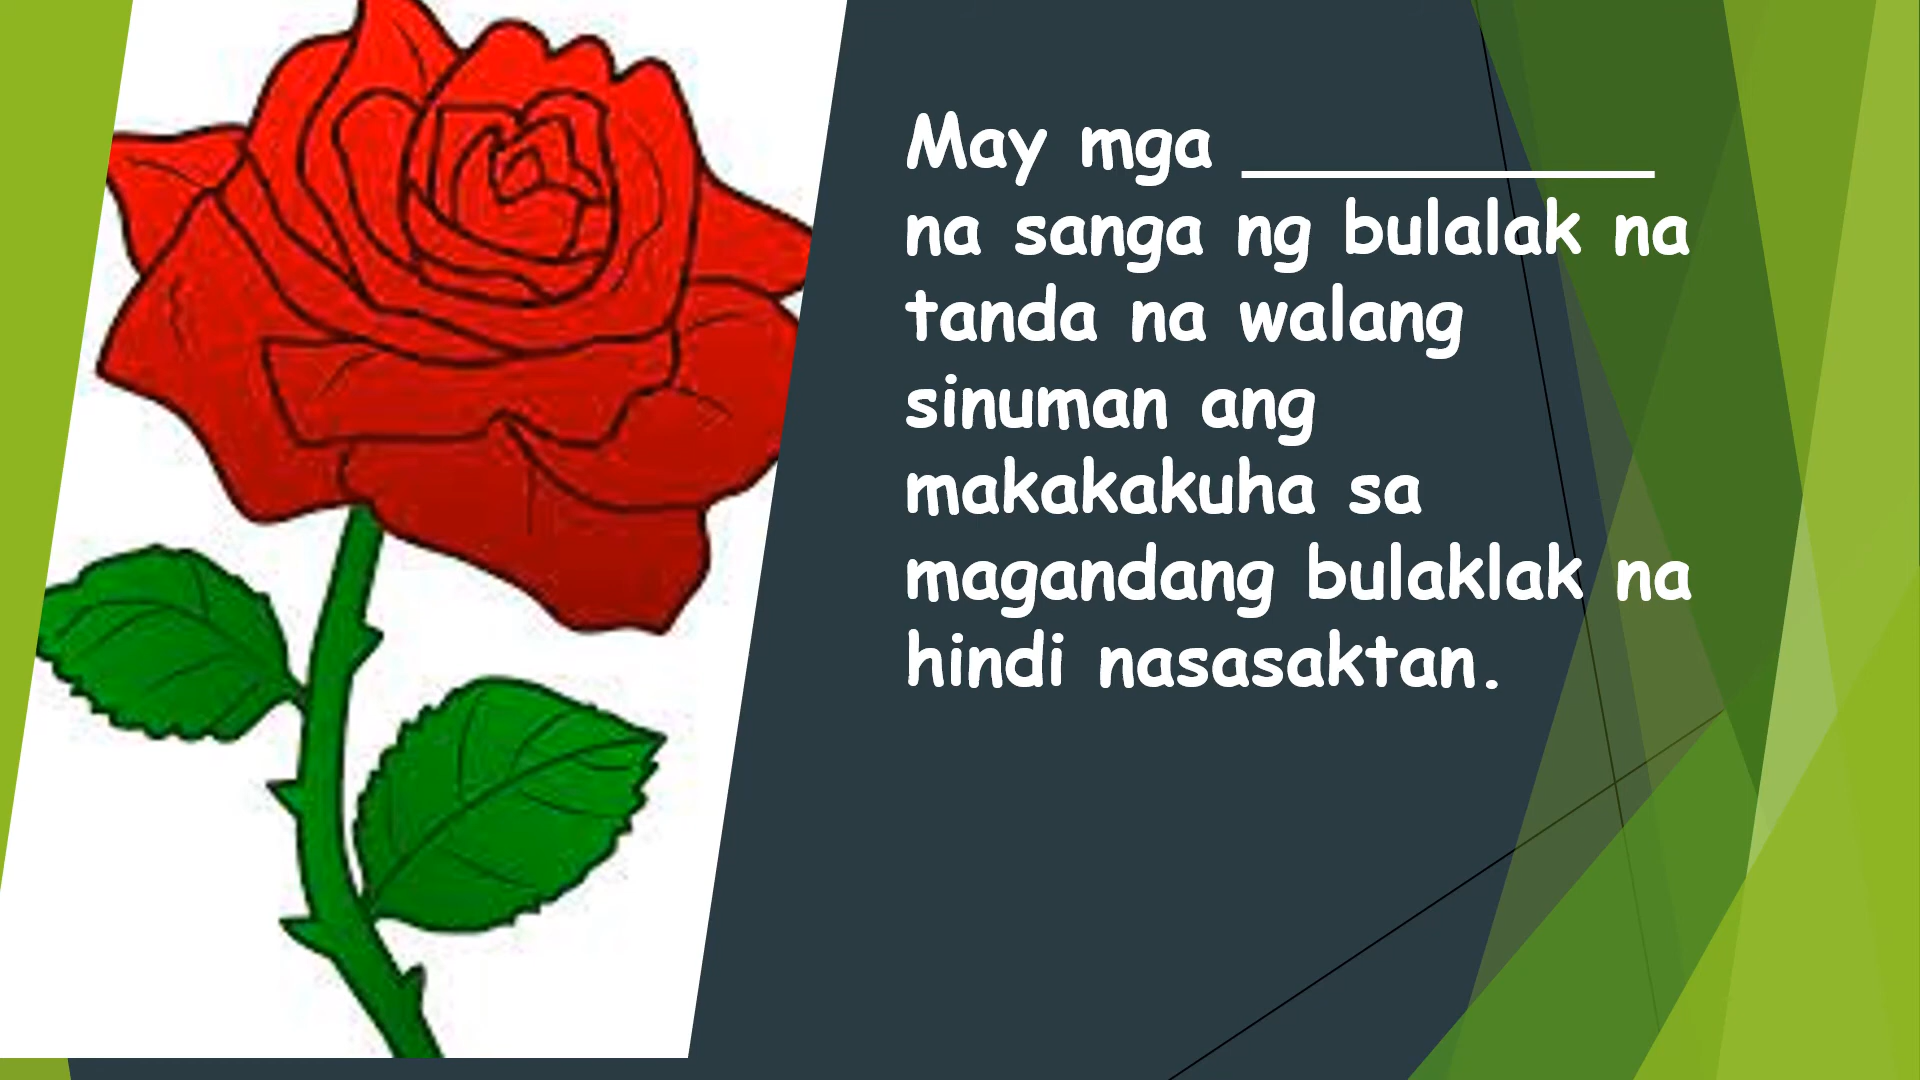 May mga ____________
na sanga ng bulalak na
tanda na walang
sinuman ang
makakakuha sa
magandang bulaklak na
hindi nasasaktan.